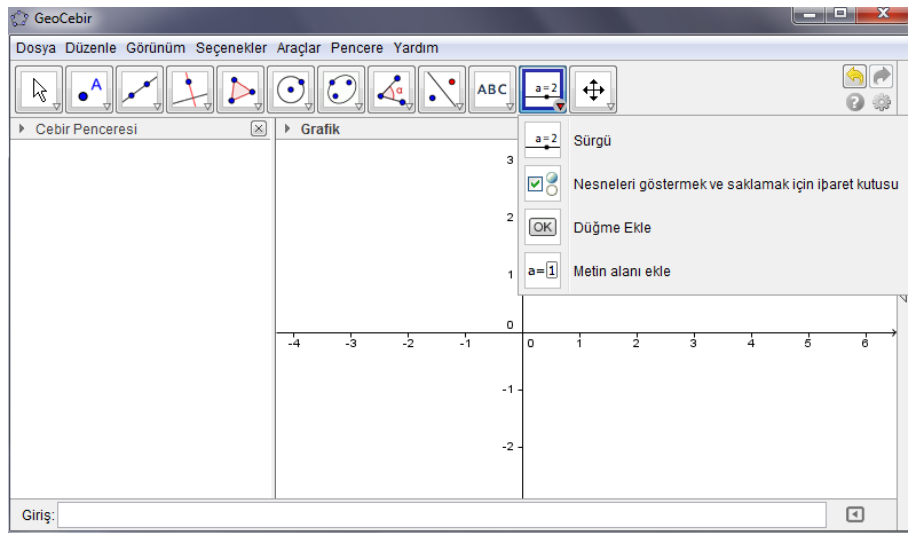 GeoCebir
Dosya Düzenle Görünüm Seçenekler Araçlar Pencere Yardım
A α ABC a=2
Cebir Penceresi Grafik
a=2 Sürgü
Nesneleri göstermek ve saklamak için iþaret kutusu
OK Düğme Ekle
a=1 Metin alanı ekle
3
2
1
0
-4 -3 -2 -1 0 1 2 3 4 5 6
-1
-2
Giriş: